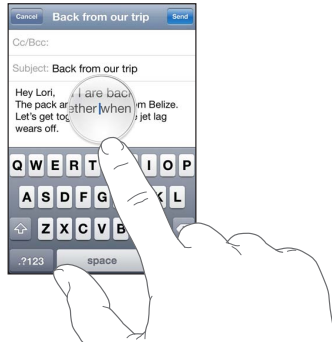 Cancel Back from our trip Send
Cc/Bcc:
Subject: Back from our trip
Hey Lori,
I are back
The pack an m Belize.
Let's get tog ether when jet lag
wears off.
Q W E R T I O P
A S D F G K L
Z X C V B
.?123 space